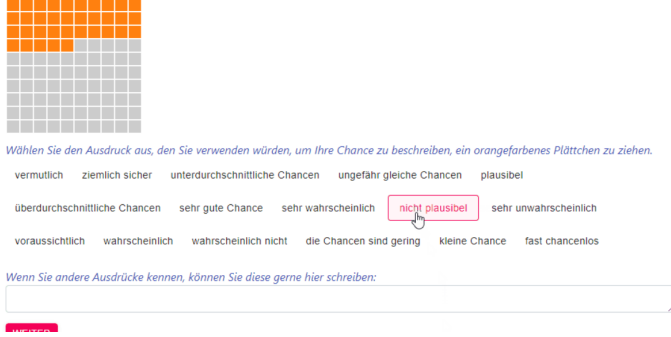 Wählen Sie den Ausdruck aus, den Sie verwenden würden, um Ihre Chance zu beschreiben, ein orangefarbenes Plättchen zu ziehen.
vermutlich ziemlich sicher unterdurchschnittliche Chancen ungefähr gleiche Chancen plausibel
überdurchschnittliche Chancen sehr gute Chance sehr wahrscheinlich nicht plausibel sehr unwahrscheinlich
voraussichtlich wahrscheinlich wahrscheinlich nicht die Chancen sind gering kleine Chance fast chancenlos
Wenn Sie andere Ausdrücke kennen, können Sie diese gerne hier schreiben:
WEITER